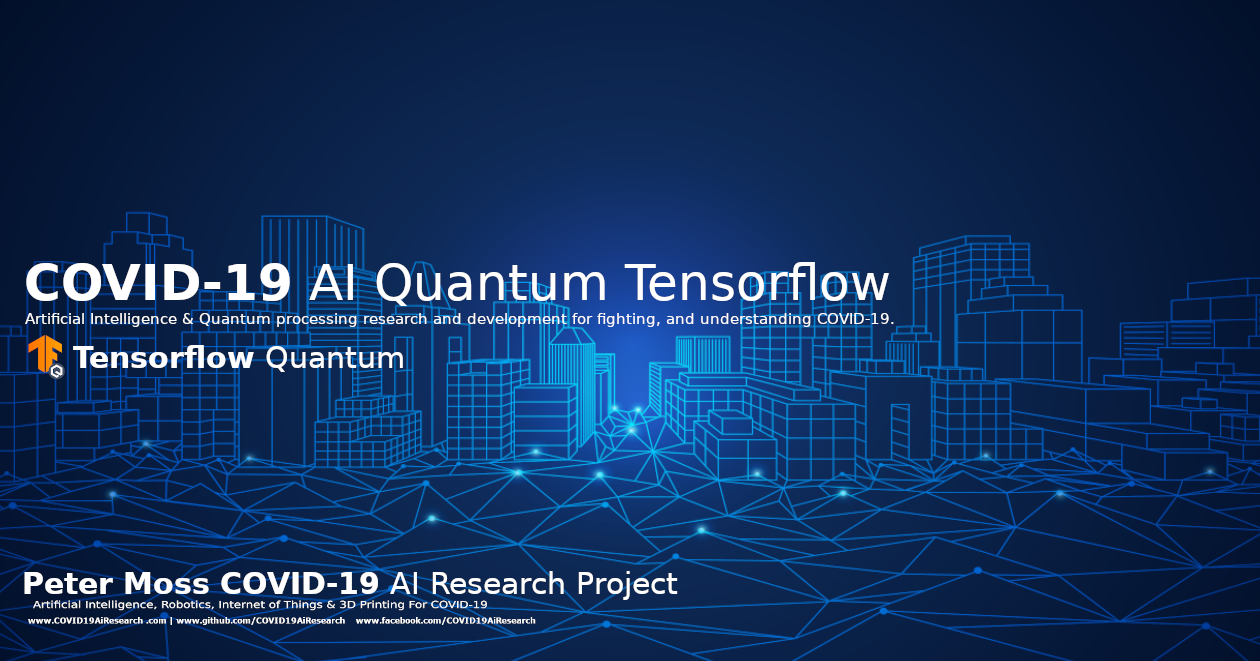 COVID-19 AI Quantum Tensorflow
Artificial Intelligence & Quantum processing research and development for fighting, and understanding COVID-19.
Tensorflow Quantum
Peter Moss COVID-19 AI Research Project
Artificial Intelligence, Robotics, Internet of Things & 3D Printing For COVID-19
www.COVID19AiResearch .com | www.github.com/COVID19AiResearch www.facebook.com/COVID19AiResearch